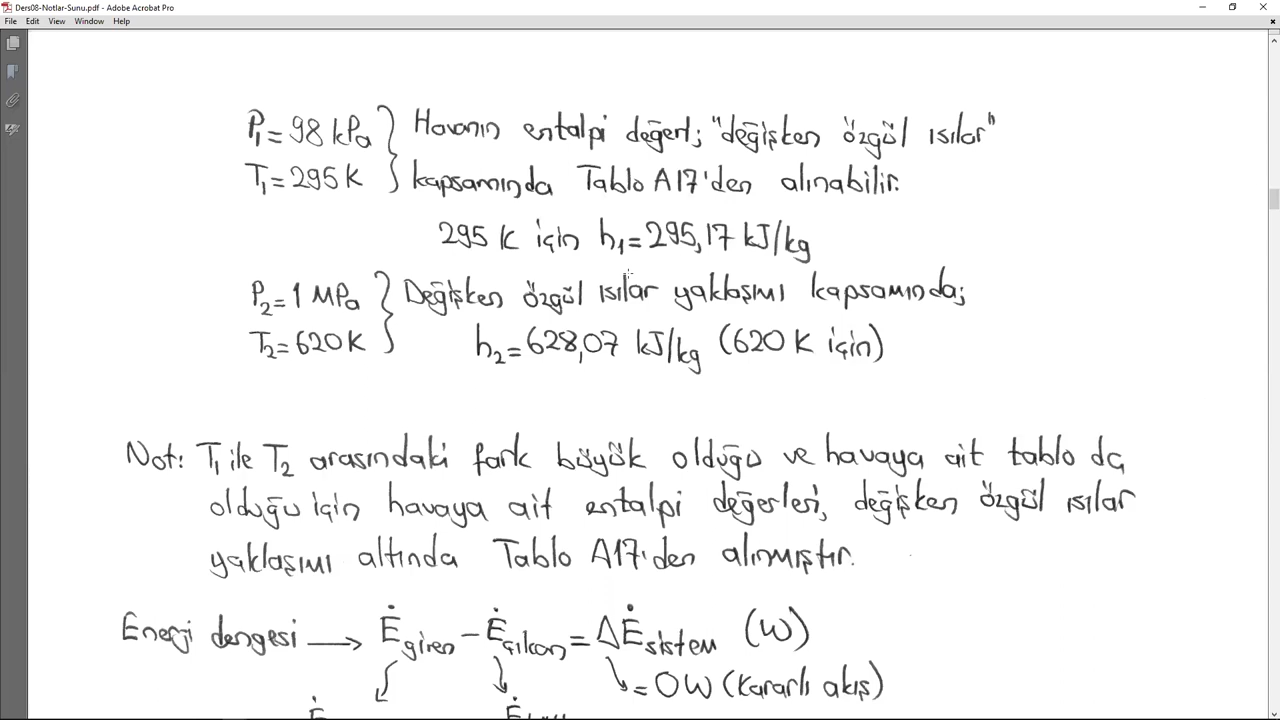 Ders08-Notlar-Sunu.pdf - Adobe Acrobat Pro
File Edit View Window Help
P₁=98 kPa } Havanın entalpi değeri; "değişken özgül ısılar"
T₁=295 K } kapsamında Tablo A17'den alınabilir.
295 K için h₁=295,17 kJ/kg
P₂=1 MPa } Değişken özgül ısılar yaklaşımı kapsamında;
T₂=620 K } h₂=628,07 kJ/kg (620 K için)
Not: T₁ ile T₂ arasındaki fark büyük olduğu ve havaya ait tablo da
olduğu için havaya ait entalpi değerleri, değişken özgül ısılar
yaklaşımı altında Tablo A17'den alınmıştır.
Enerji dengesi → Ė giren - Ė çıkan = ΔĖ sistem (W)
= 0 W (Kararlı akış)